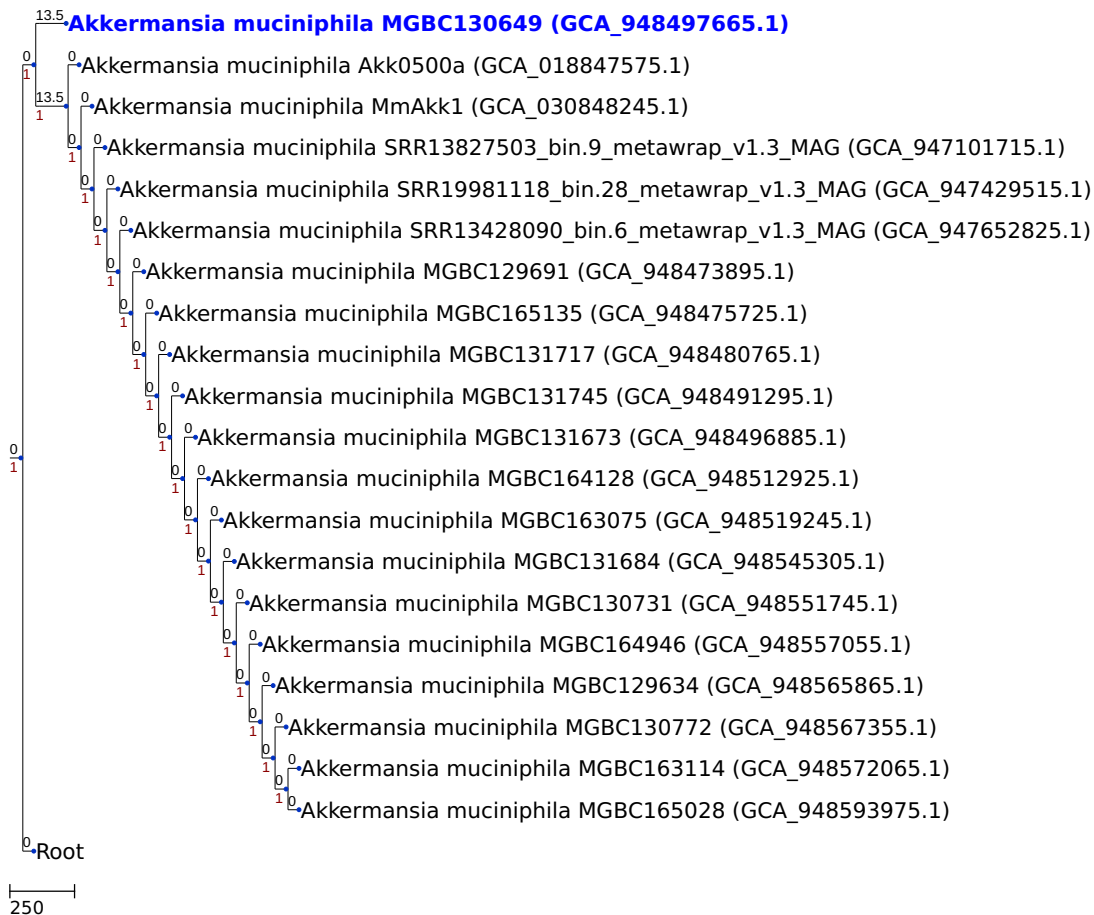 13.5
Akkermansia muciniphila MGBC130649 (GCA_948497665.1)
0
1
0
Akkermansia muciniphila Akk0500a (GCA_018847575.1)
13.5
1
0
Akkermansia muciniphila MmAkk1 (GCA_030848245.1)
0
1
0
Akkermansia muciniphila SRR13827503_bin.9_metawrap_v1.3_MAG (GCA_947101715.1)
0
1
0
Akkermansia muciniphila SRR19981118_bin.28_metawrap_v1.3_MAG (GCA_947429515.1)
0
1
0
Akkermansia muciniphila SRR13428090_bin.6_metawrap_v1.3_MAG (GCA_947652825.1)
0
1
0
Akkermansia muciniphila MGBC129691 (GCA_948473895.1)
0
1
0
Akkermansia muciniphila MGBC165135 (GCA_948475725.1)
0
1
0
Akkermansia muciniphila MGBC131717 (GCA_948480765.1)
0
1
0
Akkermansia muciniphila MGBC131745 (GCA_948491295.1)
0
1
0
Akkermansia muciniphila MGBC131673 (GCA_948496885.1)
0
1
0
1
0
Akkermansia muciniphila MGBC164128 (GCA_948512925.1)
0
1
0
Akkermansia muciniphila MGBC163075 (GCA_948519245.1)
0
1
0
Akkermansia muciniphila MGBC131684 (GCA_948545305.1)
0
1
0
Akkermansia muciniphila MGBC130731 (GCA_948551745.1)
0
1
0
Akkermansia muciniphila MGBC164946 (GCA_948557055.1)
0
1
0
Akkermansia muciniphila MGBC129634 (GCA_948565865.1)
0
1
0
Akkermansia muciniphila MGBC130772 (GCA_948567355.1)
0
1
0
Akkermansia muciniphila MGBC163114 (GCA_948572065.1)
0
1
0
Akkermansia muciniphila MGBC165028 (GCA_948593975.1)
0
Root
250